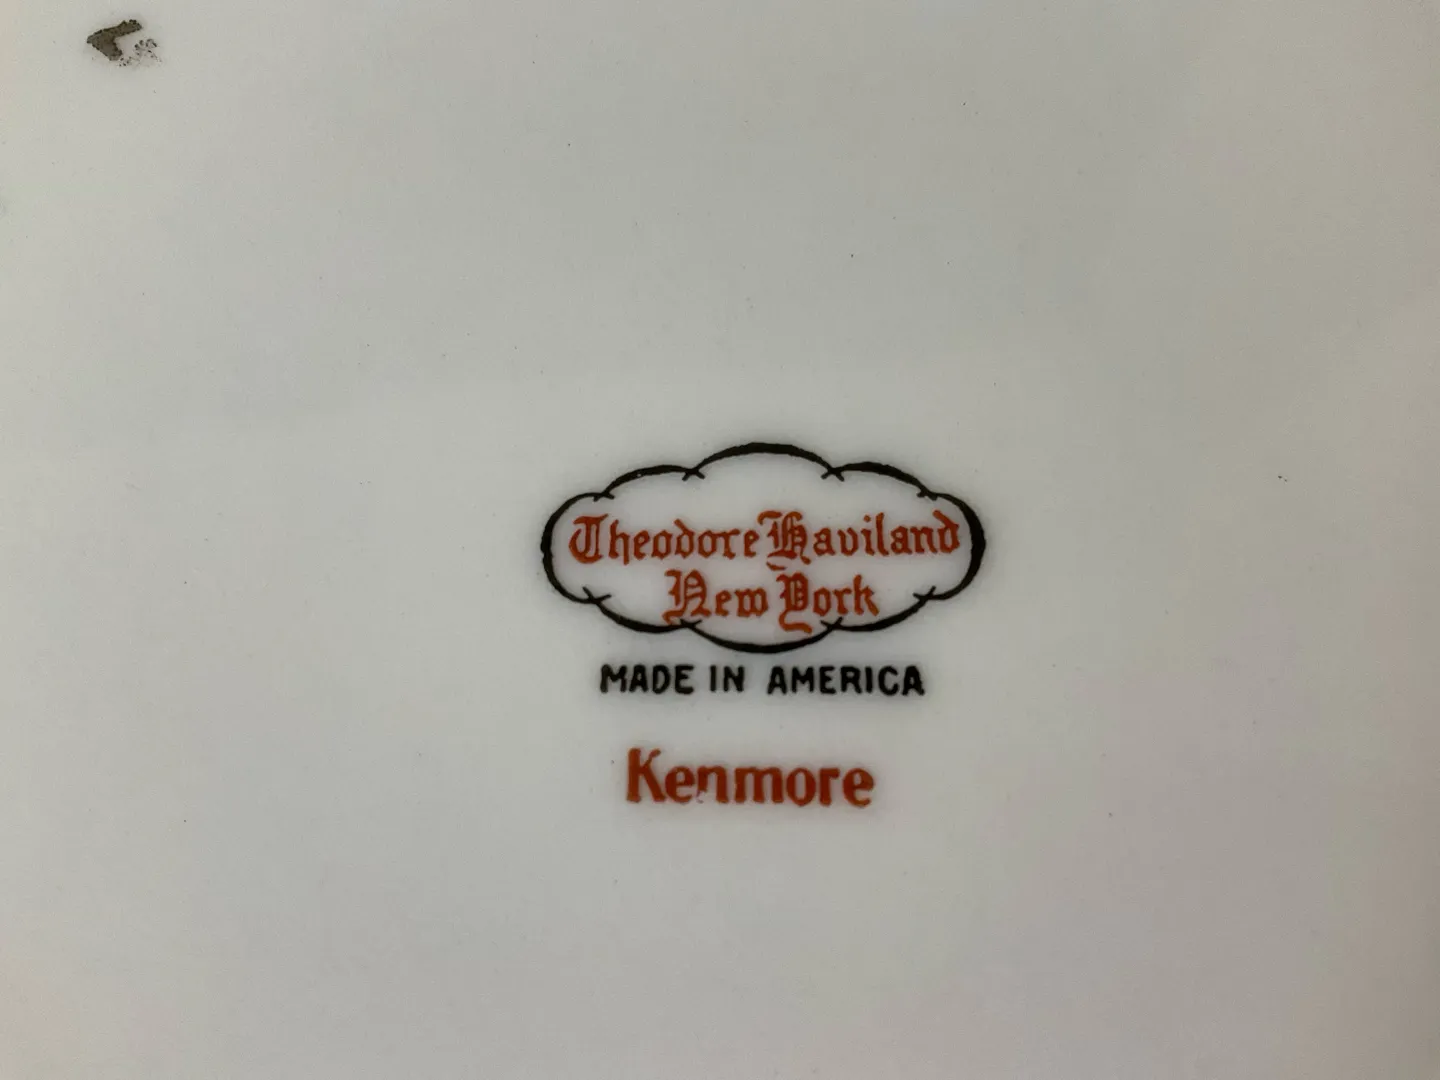 Theodore Haviland
New York
MADE IN AMERICA
Kenmore